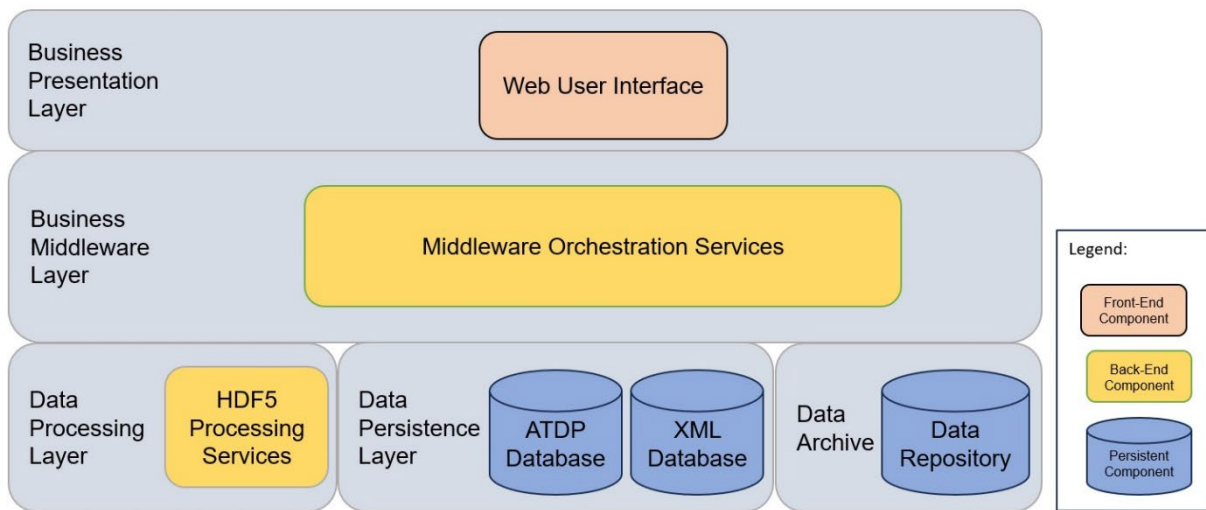 Business
Presentation
Layer
Web User Interface
Business
Middleware
Layer
Middleware Orchestration Services
Data
Processing
Layer
HDF5
Processing
Services
Data
Persistence
Layer
ATDP
Database
XML
Database
Data
Archive
Data
Repository
Legend:
Front-End
Component
Back-End
Component
Persistent
Component